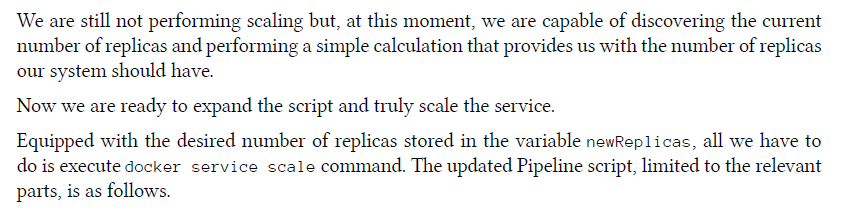 We are still not performing scaling but, at this moment, we are capable of discovering the current
number of replicas and performing a simple calculation that provides us with the number of replicas
our system should have.
Now we are ready to expand the script and truly scale the service.
Equipped with the desired number of replicas stored in the variable newReplicas, all we have to
do is execute docker service scale command. The updated Pipeline script, limited to the relevant
parts, is as follows.